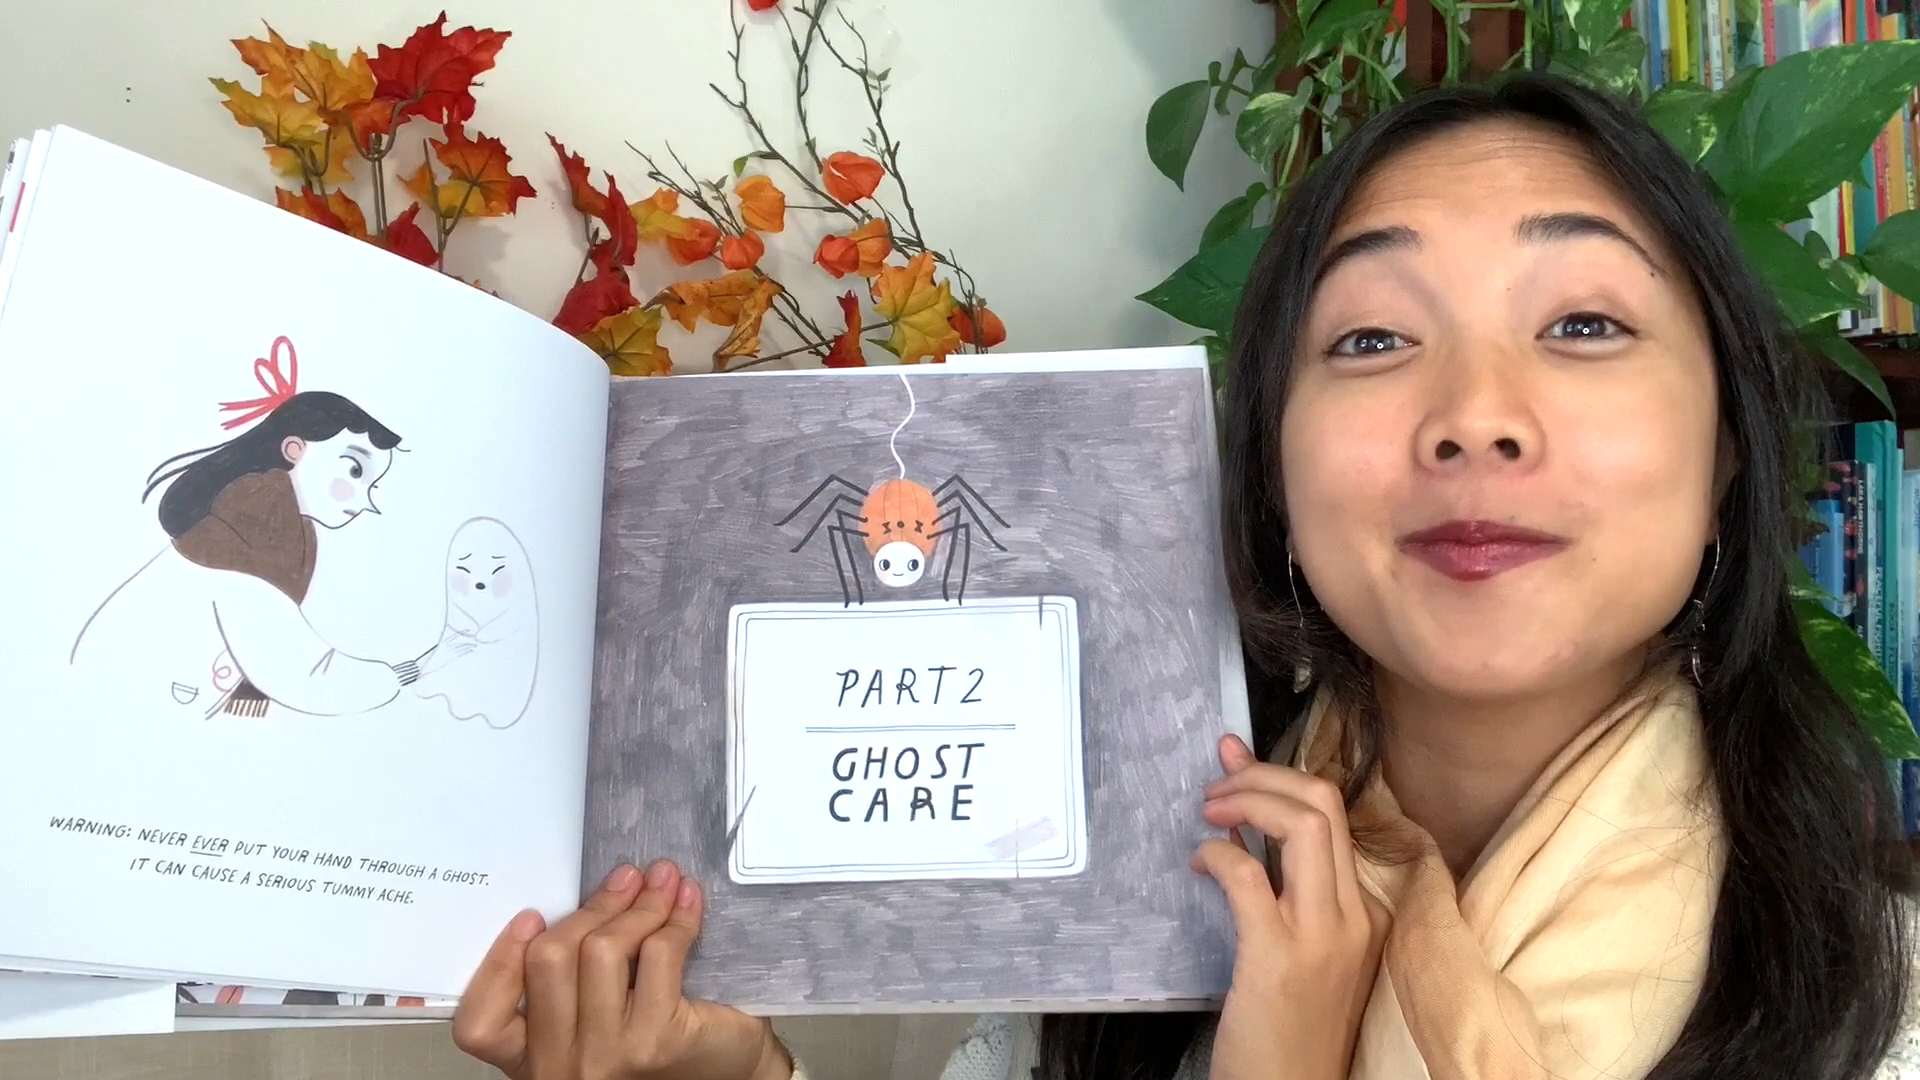 WARNING: NEVER EVER PUT YOUR HAND THROUGH A GHOST.
IT CAN CAUSE A SERIOUS TUMMY ACHE.
PART 2
GHOST
CARE